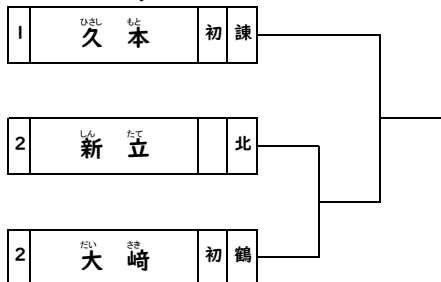 ひさし もと
1 久 本 初 諫
しん たて
2 新 立 北
だい さき
2 大 﨑 初 鶴